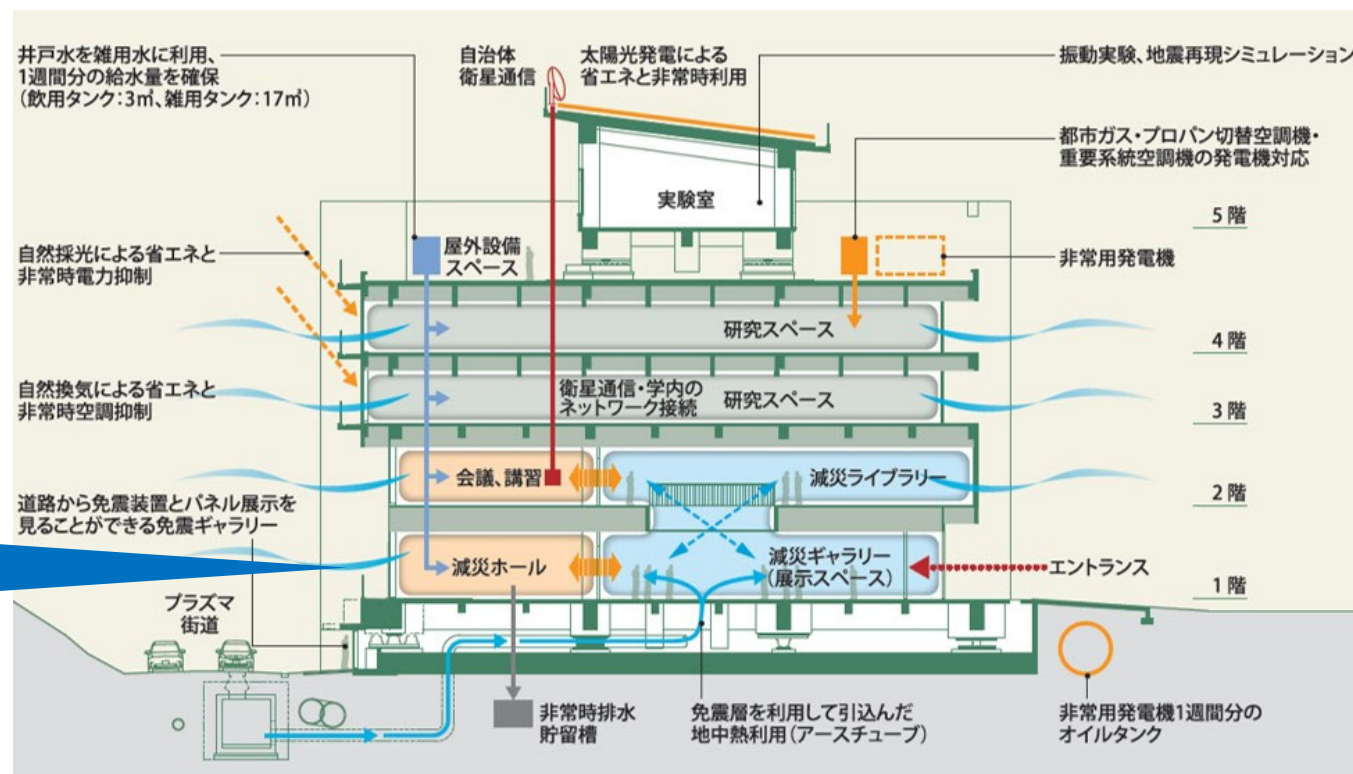 井戸水を雑用水に利用、
1週間分の給水量を確保
(飲用タンク:3㎥、雑用タンク:17㎥)
自治体
衛星通信
太陽光発電による
省エネと非常時利用
振動実験、地震再現シミュレーション
都市ガス・プロパン切替空調機・
重要系統空調機の発電機対応
実験室
5階
自然採光による省エネと
非常時電力抑制
屋外設備
スペース
非常用発電機
研究スペース
4階
自然換気による省エネと
非常時空調抑制
衛星通信・学内の
ネットワーク接続
研究スペース
3階
会議、講習
減災ライブラリー
2階
道路から免震装置とパネル展示を
見ることができる免震ギャラリー
減災ホール
減災ギャラリー
(展示スペース)
エントランス
1階
プラズマ
街道
非常時排水
貯留槽
免震層を利用して引込んだ
地中熱利用(アースチューブ)
非常用発電機1週間分の
オイルタンク